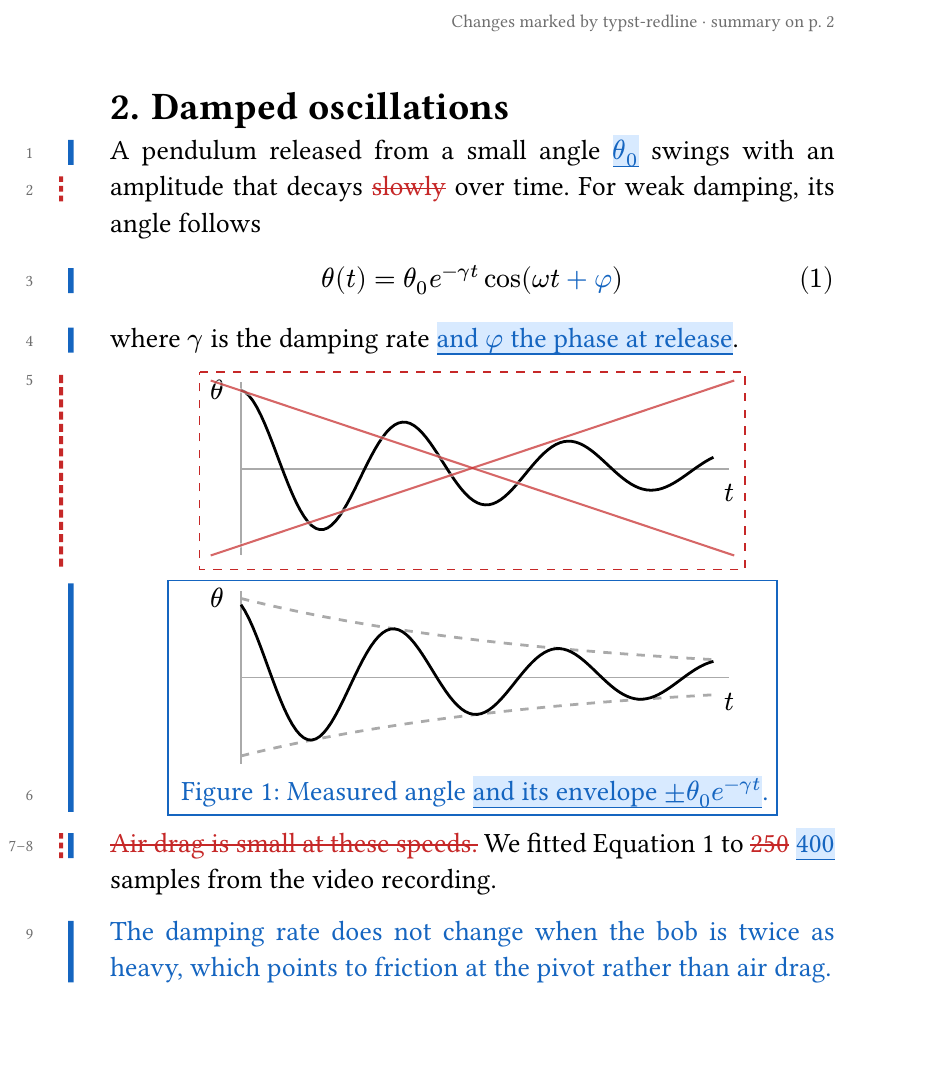 Changes marked by typst-redline · summary on p. 2
2. Damped oscillations
1 A pendulum released from a small angle θ₀ swings with an
2 amplitude that decays slowly over time. For weak damping, its
angle follows
3 θ(t) = θ₀e^{−γt} cos(ωt + φ) (1)
4 where γ is the damping rate and φ the phase at release.
5
θ
t
θ
t
6 Figure 1: Measured angle and its envelope ±θ₀e^{−γt}.
7–8 Air drag is small at these speeds. We fitted Equation 1 to 250 400
samples from the video recording.
9 The damping rate does not change when the bob is twice as
heavy, which points to friction at the pivot rather than air drag.